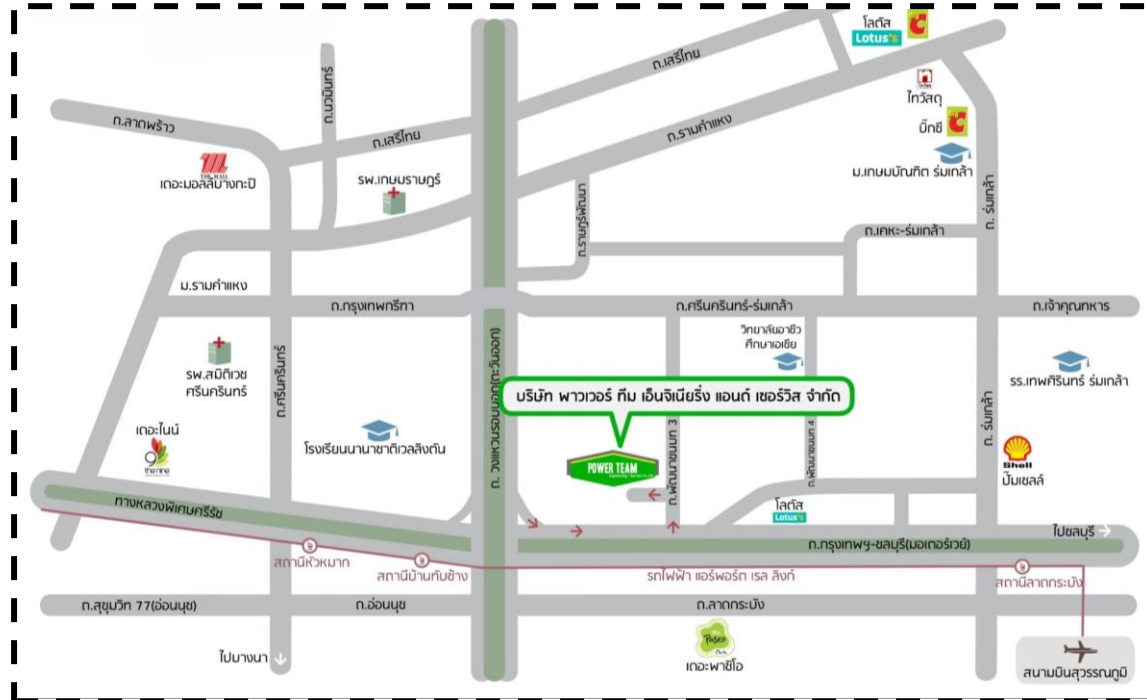 โลตัส
Lotus's
ถ.เสรีไทย
ถ.นวมินทร์
ไทวัสดุ
ถ.ลาดพร้าว
ถ.เสรีไทย
ถ.รามคำแหง
บิ๊กซี
THE MALL
เดอะมอลล์บางกะปิ
รพ.เกษมราษฎร์
ม.เกษมบัณฑิต ร่มเกล้า
ถ.ราษฎร์พัฒนา
ถ. ร่มเกล้า
ถ.เคหะ-ร่มเกล้า
ม.รามคำแหง
ถ.กรุงเทพกรีฑา
ถ.ศรีนครินทร์-ร่มเกล้า
ถ.เจ้าคุณทหาร
วิทยาลัยอาชีว
ศึกษาเอเชีย
รพ.สมิติเวช
ศรีนครินทร์
ถ.ศรีนครินทร์
ถ. วงแหวนรอบนอก(ตะวันออก)
รร.เทพศิรินทร์ ร่มเกล้า
บริษัท พาวเวอร์ ทีม เอ็นจิเนียริ่ง แอนด์ เซอร์วิส จำกัด
เดอะไนน์
9
the nine
โรงเรียนนานาชาติเวลลิงตัน
POWER TEAM
ถ.พัฒนาชนบท 3
ถ.พัฒนาชนบท 4
ถ. ร่มเกล้า
Shell
ปั๊มเชลล์
ทางหลวงพิเศษศรีรัช
โลตัส
Lotus's
ไปชลบุรี
ถ.กรุงเทพฯ-ชลบุรี(มอเตอร์เวย์)
สถานีหัวหมาก
สถานีบ้านทับช้าง
รถไฟฟ้า แอร์พอร์ต เรล ลิงก์
สถานีลาดกระบัง
ถ.สุขุมวิท 77(อ่อนนุช)
ถ.อ่อนนุช
ถ.ลาดกระบัง
Paseo
Park
ไปบางนา
เดอะพาซิโอ
สนามบินสุวรรณภูมิ